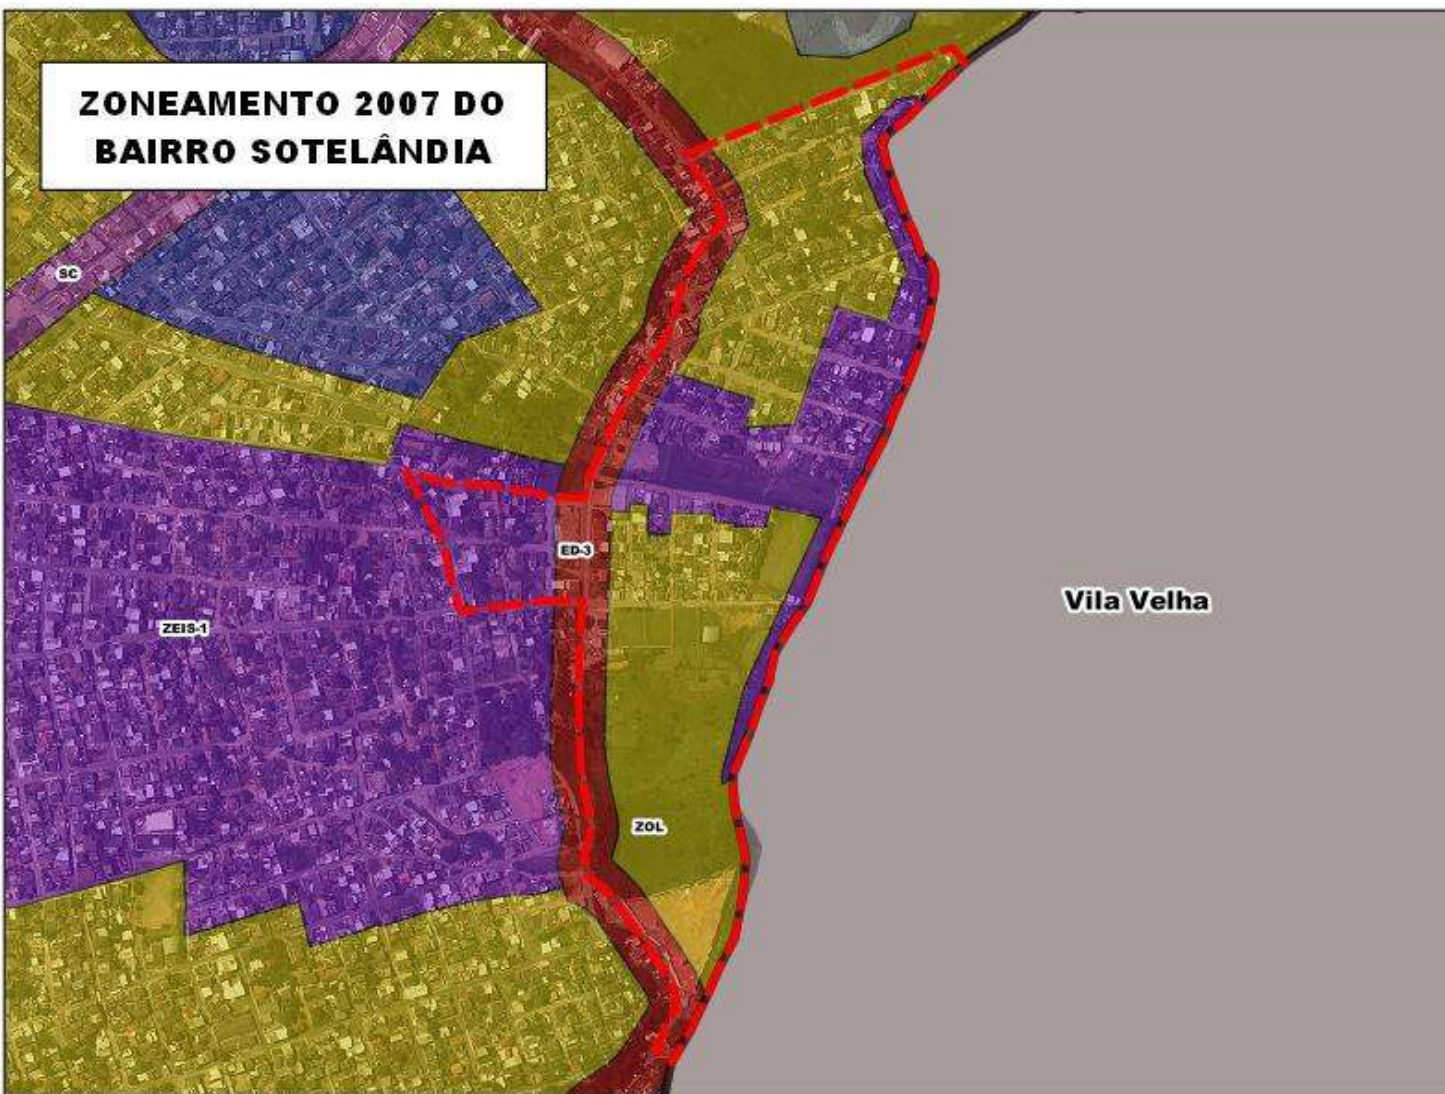 ZONEAMENTO 2007 DO
BAIRRO SOTELÂNDIA
SC
ED-3
Vila Velha
ZEIS-1
ZOL